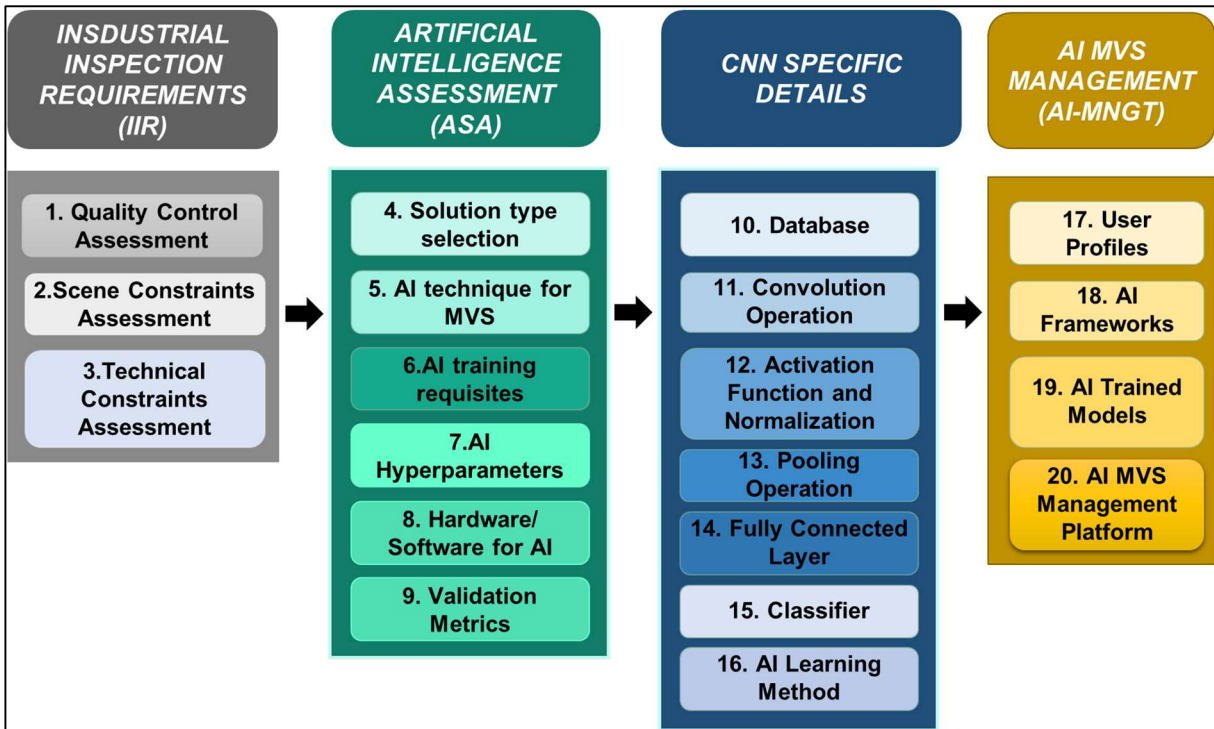 INSDUSTRIAL
INSPECTION
REQUIREMENTS
(IIR)
ARTIFICIAL
INTELLIGENCE
ASSESSMENT
(ASA)
CNN SPECIFIC
DETAILS
AI MVS
MANAGEMENT
(AI-MNGT)
1. Quality Control
Assessment
2.Scene Constraints
Assessment
3.Technical
Constraints
Assessment
4. Solution type
selection
5. AI technique for
MVS
6.AI training
requisites
7.AI
Hyperparameters
8. Hardware/
Software for AI
9. Validation
Metrics
10. Database
11. Convolution
Operation
12. Activation
Function and
Normalization
13. Pooling
Operation
14. Fully Connected
Layer
15. Classifier
16. AI Learning
Method
17. User
Profiles
18. AI
Frameworks
19. AI Trained
Models
20. AI MVS
Management
Platform